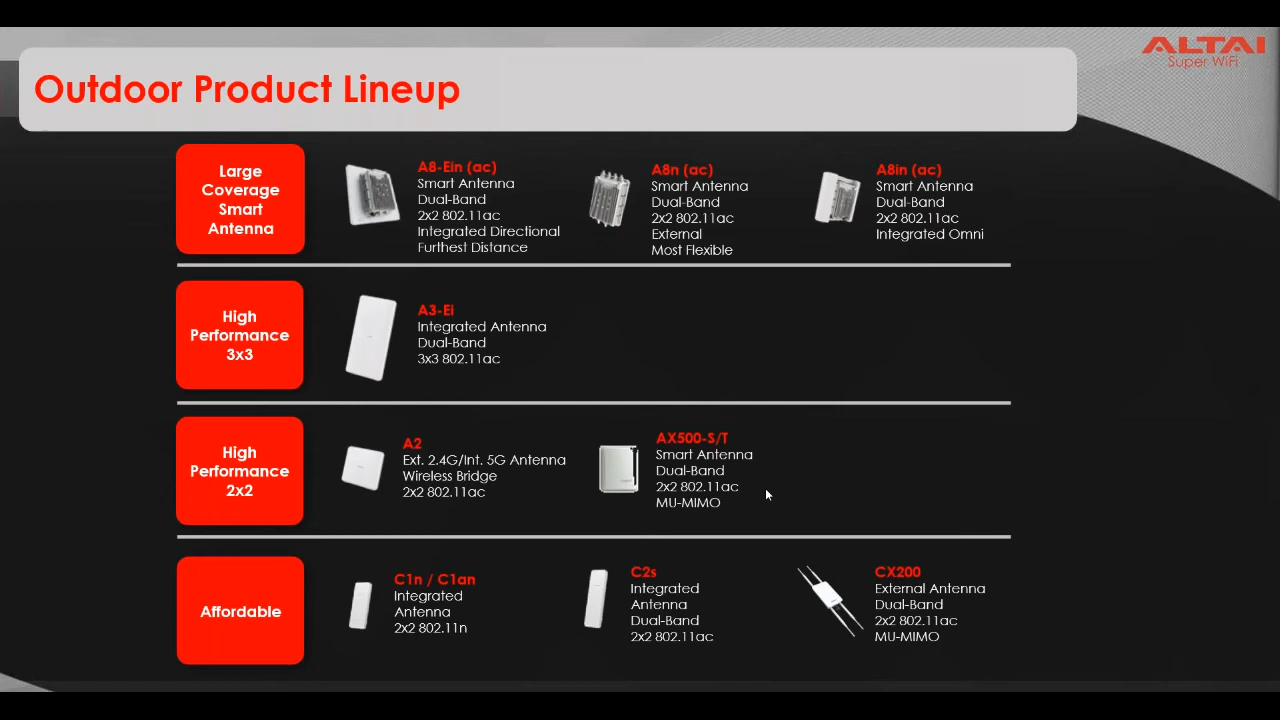 ALTAI
Super WiFi
Outdoor Product Lineup
Large
Coverage
Smart
Antenna
A8-Ein (ac)
Smart Antenna
Dual-Band
2x2 802.11ac
Integrated Directional
Furthest Distance
A8n (ac)
Smart Antenna
Dual-Band
2x2 802.11ac
External
Most Flexible
A8in (ac)
Smart Antenna
Dual-Band
2x2 802.11ac
Integrated Omni
High
Performance
3x3
A3-Ei
Integrated Antenna
Dual-Band
3x3 802.11ac
High
Performance
2x2
A2
Ext. 2.4G/Int. 5G Antenna
Wireless Bridge
2x2 802.11ac
AX500-S/T
Smart Antenna
Dual-Band
2x2 802.11ac
MU-MIMO
Affordable
C1n / C1an
Integrated
Antenna
2x2 802.11n
C2s
Integrated
Antenna
Dual-Band
2x2 802.11ac
CX200
External Antenna
Dual-Band
2x2 802.11ac
MU-MIMO